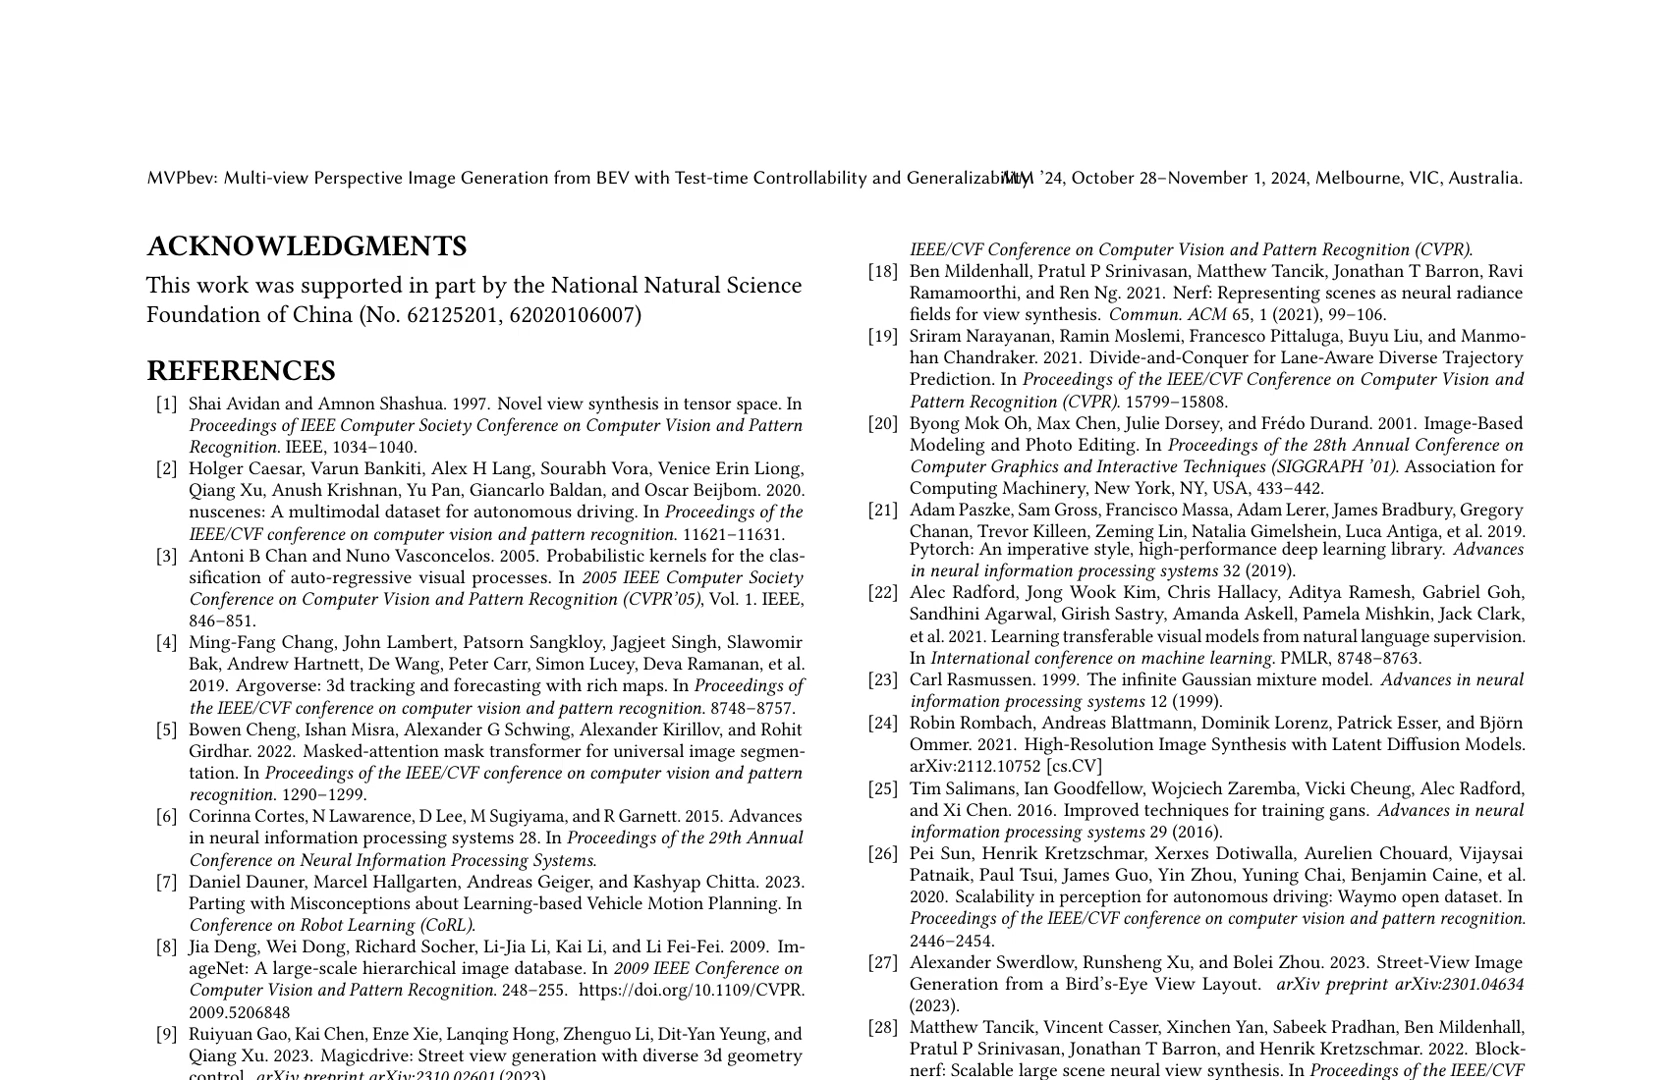 MVPbev: Multi-view Perspective Image Generation from BEV with Test-time Controllability and Generalizability
MM '24, October 28–November 1, 2024, Melbourne, VIC, Australia.
ACKNOWLEDGMENTS
This work was supported in part by the National Natural Science
Foundation of China (No. 62125201, 62020106007)
REFERENCES
[1] Shai Avidan and Amnon Shashua. 1997. Novel view synthesis in tensor space. In
Proceedings of IEEE Computer Society Conference on Computer Vision and Pattern
Recognition. IEEE, 1034–1040.
[2] Holger Caesar, Varun Bankiti, Alex H Lang, Sourabh Vora, Venice Erin Liong,
Qiang Xu, Anush Krishnan, Yu Pan, Giancarlo Baldan, and Oscar Beijbom. 2020.
nuscenes: A multimodal dataset for autonomous driving. In Proceedings of the
IEEE/CVF conference on computer vision and pattern recognition. 11621–11631.
[3] Antoni B Chan and Nuno Vasconcelos. 2005. Probabilistic kernels for the clas-
sification of auto-regressive visual processes. In 2005 IEEE Computer Society
Conference on Computer Vision and Pattern Recognition (CVPR'05), Vol. 1. IEEE,
846–851.
[4] Ming-Fang Chang, John Lambert, Patsorn Sangkloy, Jagjeet Singh, Slawomir
Bak, Andrew Hartnett, De Wang, Peter Carr, Simon Lucey, Deva Ramanan, et al.
2019. Argoverse: 3d tracking and forecasting with rich maps. In Proceedings of
the IEEE/CVF conference on computer vision and pattern recognition. 8748–8757.
[5] Bowen Cheng, Ishan Misra, Alexander G Schwing, Alexander Kirillov, and Rohit
Girdhar. 2022. Masked-attention mask transformer for universal image segmen-
tation. In Proceedings of the IEEE/CVF conference on computer vision and pattern
recognition. 1290–1299.
[6] Corinna Cortes, N Lawarence, D Lee, M Sugiyama, and R Garnett. 2015. Advances
in neural information processing systems 28. In Proceedings of the 29th Annual
Conference on Neural Information Processing Systems.
[7] Daniel Dauner, Marcel Hallgarten, Andreas Geiger, and Kashyap Chitta. 2023.
Parting with Misconceptions about Learning-based Vehicle Motion Planning. In
Conference on Robot Learning (CoRL).
[8] Jia Deng, Wei Dong, Richard Socher, Li-Jia Li, Kai Li, and Li Fei-Fei. 2009. Im-
ageNet: A large-scale hierarchical image database. In 2009 IEEE Conference on
Computer Vision and Pattern Recognition. 248–255. https://doi.org/10.1109/CVPR.
2009.5206848
[9] Ruiyuan Gao, Kai Chen, Enze Xie, Lanqing Hong, Zhenguo Li, Dit-Yan Yeung, and
Qiang Xu. 2023. Magicdrive: Street view generation with diverse 3d geometry
control. arXiv preprint arXiv:2310.02601 (2023).
IEEE/CVF Conference on Computer Vision and Pattern Recognition (CVPR).
[18] Ben Mildenhall, Pratul P Srinivasan, Matthew Tancik, Jonathan T Barron, Ravi
Ramamoorthi, and Ren Ng. 2021. Nerf: Representing scenes as neural radiance
fields for view synthesis. Commun. ACM 65, 1 (2021), 99–106.
[19] Sriram Narayanan, Ramin Moslemi, Francesco Pittaluga, Buyu Liu, and Manmo-
han Chandraker. 2021. Divide-and-Conquer for Lane-Aware Diverse Trajectory
Prediction. In Proceedings of the IEEE/CVF Conference on Computer Vision and
Pattern Recognition (CVPR). 15799–15808.
[20] Byong Mok Oh, Max Chen, Julie Dorsey, and Frédo Durand. 2001. Image-Based
Modeling and Photo Editing. In Proceedings of the 28th Annual Conference on
Computer Graphics and Interactive Techniques (SIGGRAPH '01). Association for
Computing Machinery, New York, NY, USA, 433–442.
[21] Adam Paszke, Sam Gross, Francisco Massa, Adam Lerer, James Bradbury, Gregory
Chanan, Trevor Killeen, Zeming Lin, Natalia Gimelshein, Luca Antiga, et al. 2019.
Pytorch: An imperative style, high-performance deep learning library. Advances
in neural information processing systems 32 (2019).
[22] Alec Radford, Jong Wook Kim, Chris Hallacy, Aditya Ramesh, Gabriel Goh,
Sandhini Agarwal, Girish Sastry, Amanda Askell, Pamela Mishkin, Jack Clark,
et al. 2021. Learning transferable visual models from natural language supervision.
In International conference on machine learning. PMLR, 8748–8763.
[23] Carl Rasmussen. 1999. The infinite Gaussian mixture model. Advances in neural
information processing systems 12 (1999).
[24] Robin Rombach, Andreas Blattmann, Dominik Lorenz, Patrick Esser, and Björn
Ommer. 2021. High-Resolution Image Synthesis with Latent Diffusion Models.
arXiv:2112.10752 [cs.CV]
[25] Tim Salimans, Ian Goodfellow, Wojciech Zaremba, Vicki Cheung, Alec Radford,
and Xi Chen. 2016. Improved techniques for training gans. Advances in neural
information processing systems 29 (2016).
[26] Pei Sun, Henrik Kretzschmar, Xerxes Dotiwalla, Aurelien Chouard, Vijaysai
Patnaik, Paul Tsui, James Guo, Yin Zhou, Yuning Chai, Benjamin Caine, et al.
2020. Scalability in perception for autonomous driving: Waymo open dataset. In
Proceedings of the IEEE/CVF conference on computer vision and pattern recognition.
2446–2454.
[27] Alexander Swerdlow, Runsheng Xu, and Bolei Zhou. 2023. Street-View Image
Generation from a Bird's-Eye View Layout. arXiv preprint arXiv:2301.04634
(2023).
[28] Matthew Tancik, Vincent Casser, Xinchen Yan, Sabeek Pradhan, Ben Mildenhall,
Pratul P Srinivasan, Jonathan T Barron, and Henrik Kretzschmar. 2022. Block-
nerf: Scalable large scene neural view synthesis. In Proceedings of the IEEE/CVF